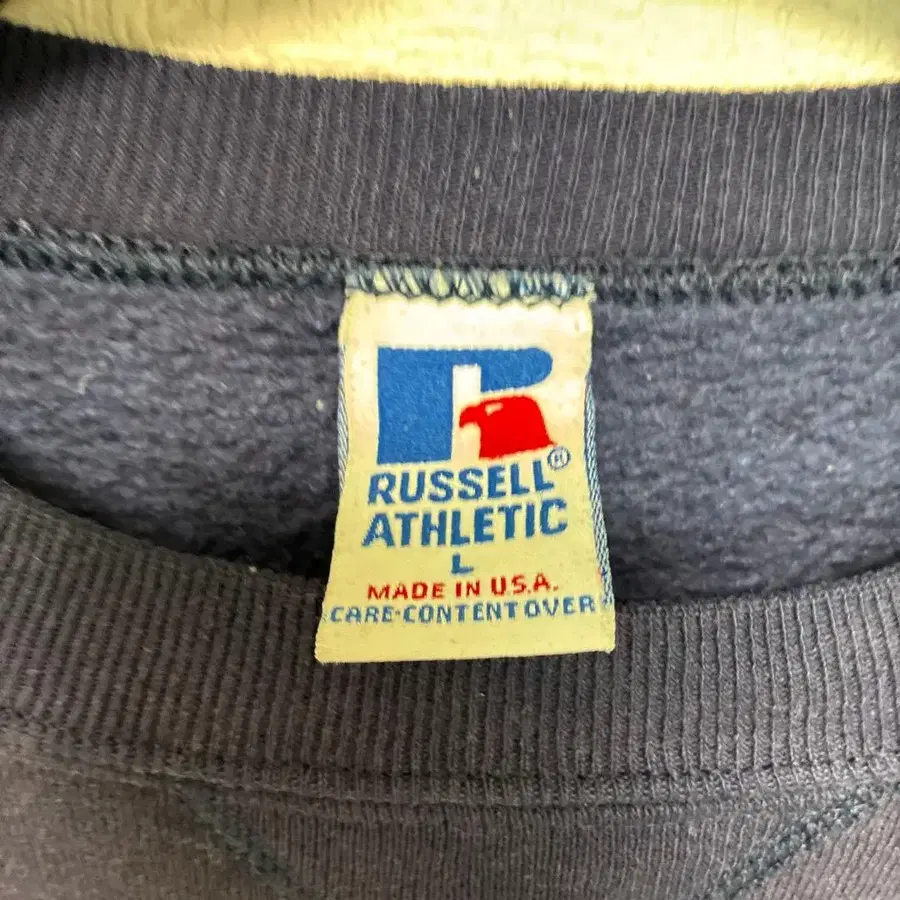 RUSSELL®
ATHLETIC
L
MADE IN U.S.A.
CARE-CONTENT OVER